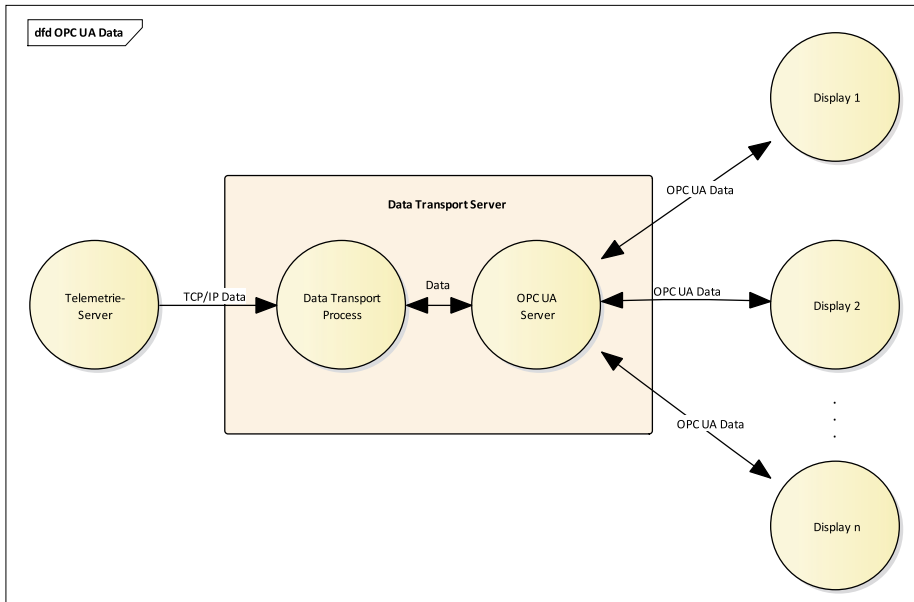 dfd OPC UA Data
Display 1
OPC UA Data
Data Transport Server
Telemetrie-
Server
TCP/IP Data
Data Transport
Process
Data
OPC UA
Server
OPC UA Data
Display 2
.
.
.
OPC UA Data
Display n